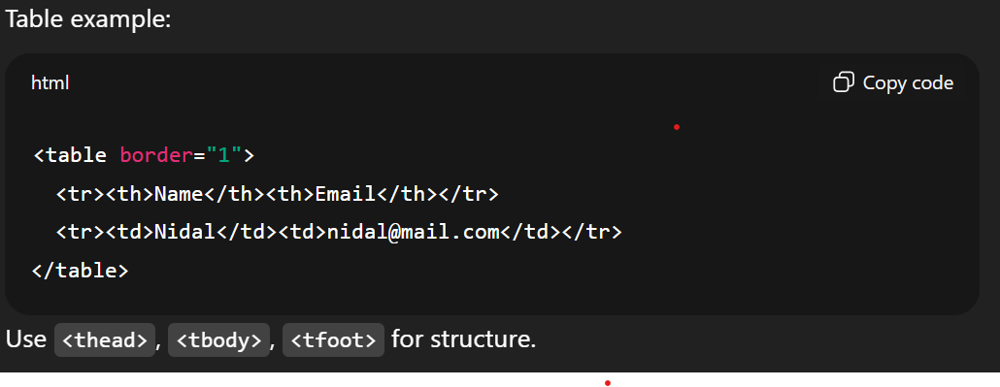 Table example:
html
Copy code
<table border="1">
<tr><th>Name</th><th>Email</th></tr>
<tr><td>Nidal</td><td>nidal@mail.com</td></tr>
</table>
Use <thead>, <tbody>, <tfoot> for structure.